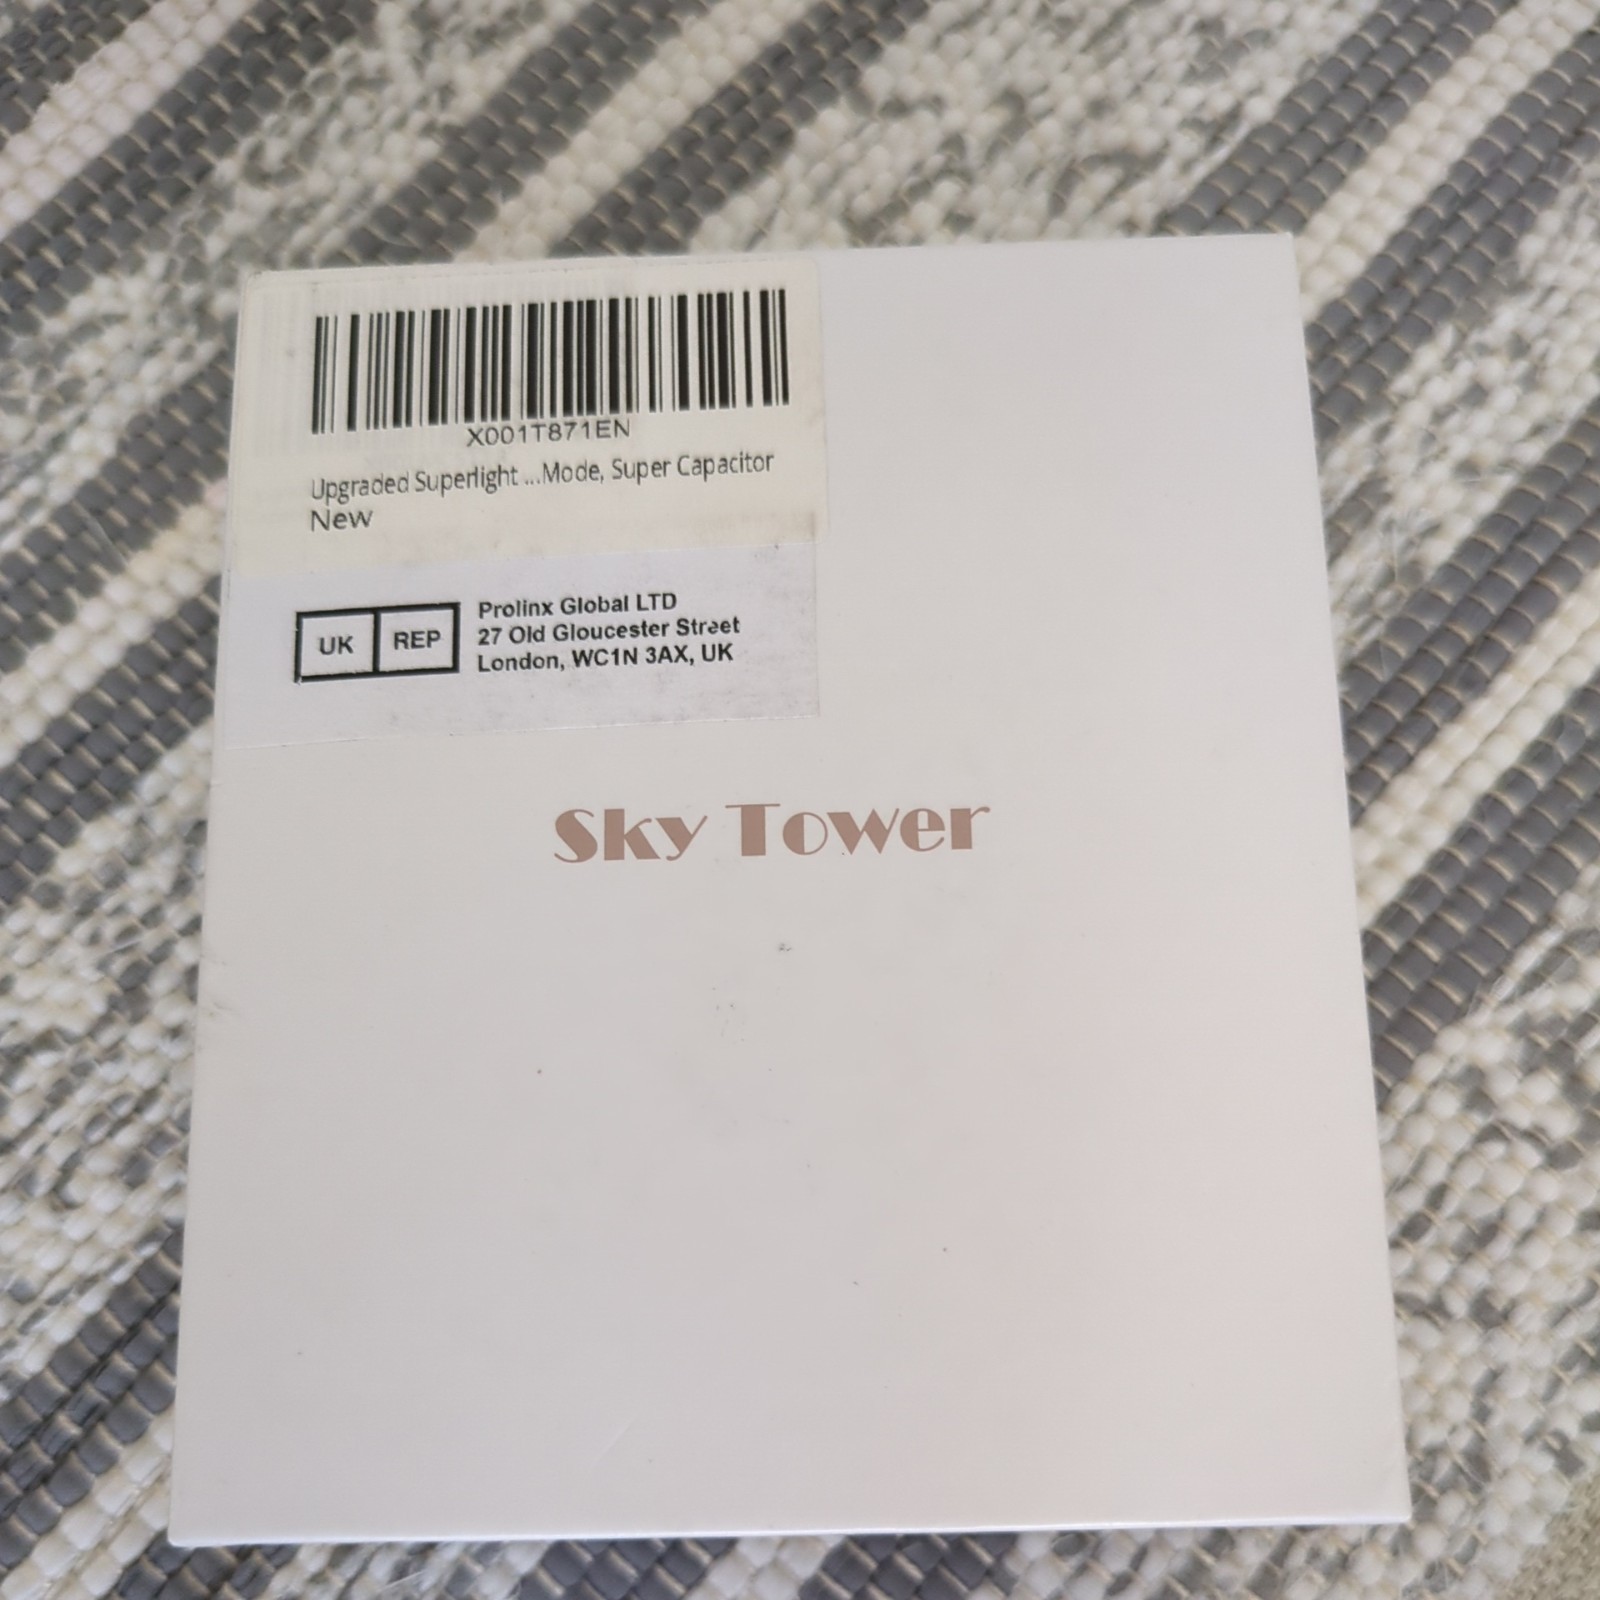 X001T871EN
Upgraded Superlight ...Mode, Super Capacitor
New
UK REP
Prolinx Global LTD
27 Old Gloucester Street
London, WC1N 3AX, UK
Sky Tower